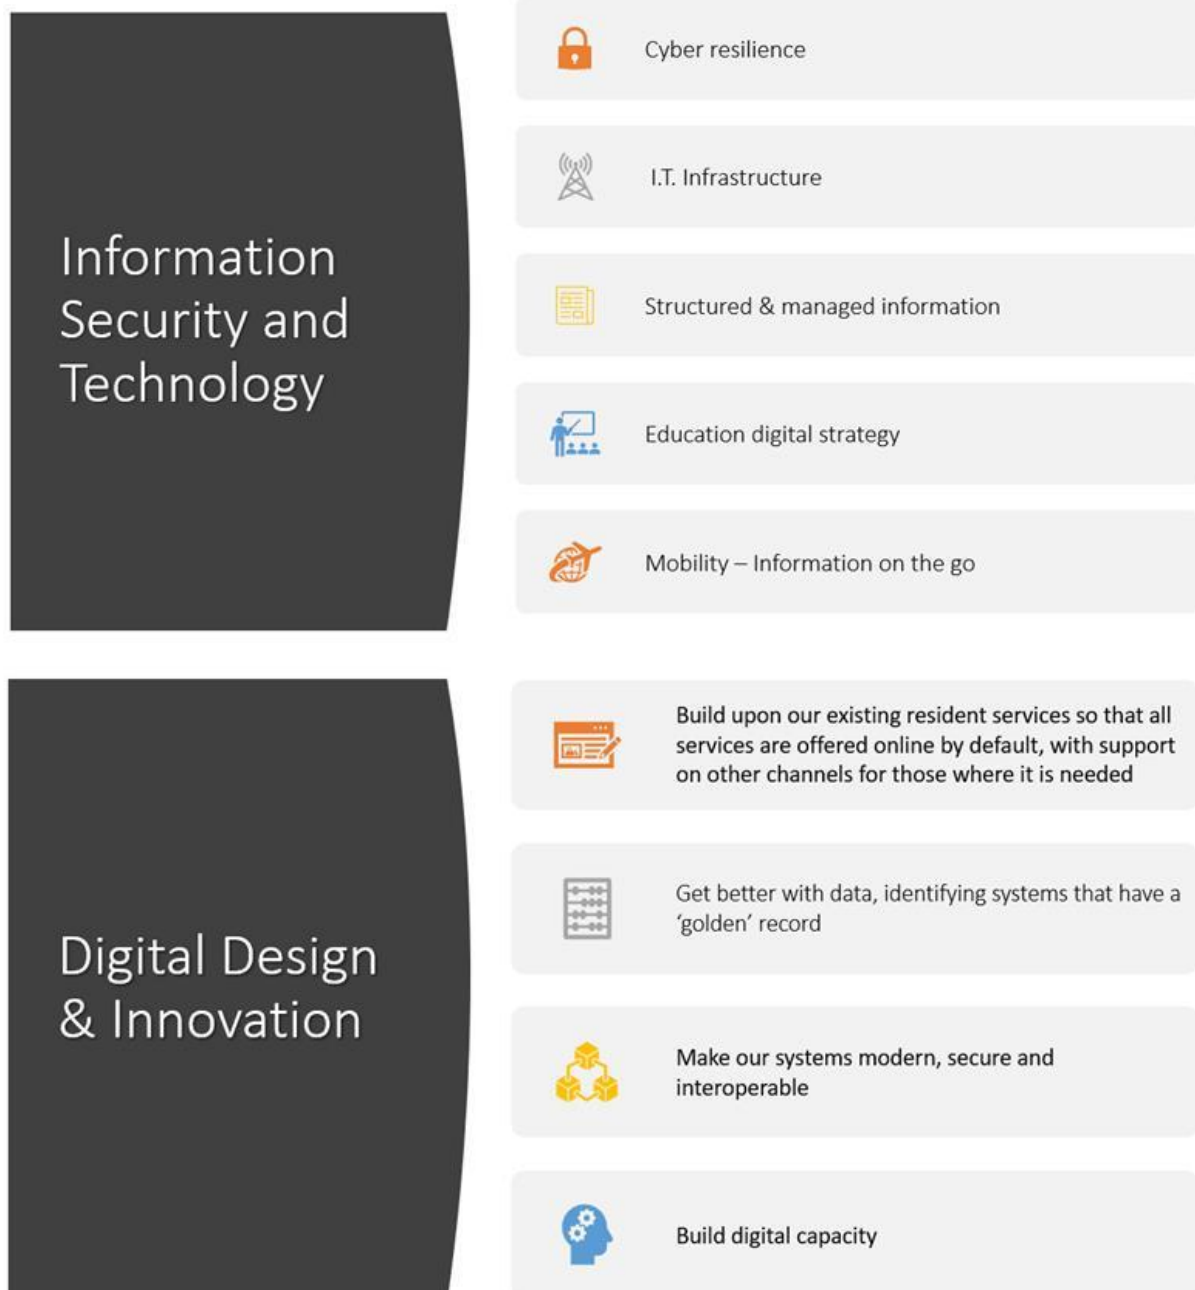 Information
Security and
Technology
Cyber resilience
I.T. Infrastructure
Structured & managed information
Education digital strategy
Mobility – Information on the go
Digital Design
& Innovation
Build upon our existing resident services so that all
services are offered online by default, with support
on other channels for those where it is needed
Get better with data, identifying systems that have a
‘golden’ record
Make our systems modern, secure and
interoperable
Build digital capacity